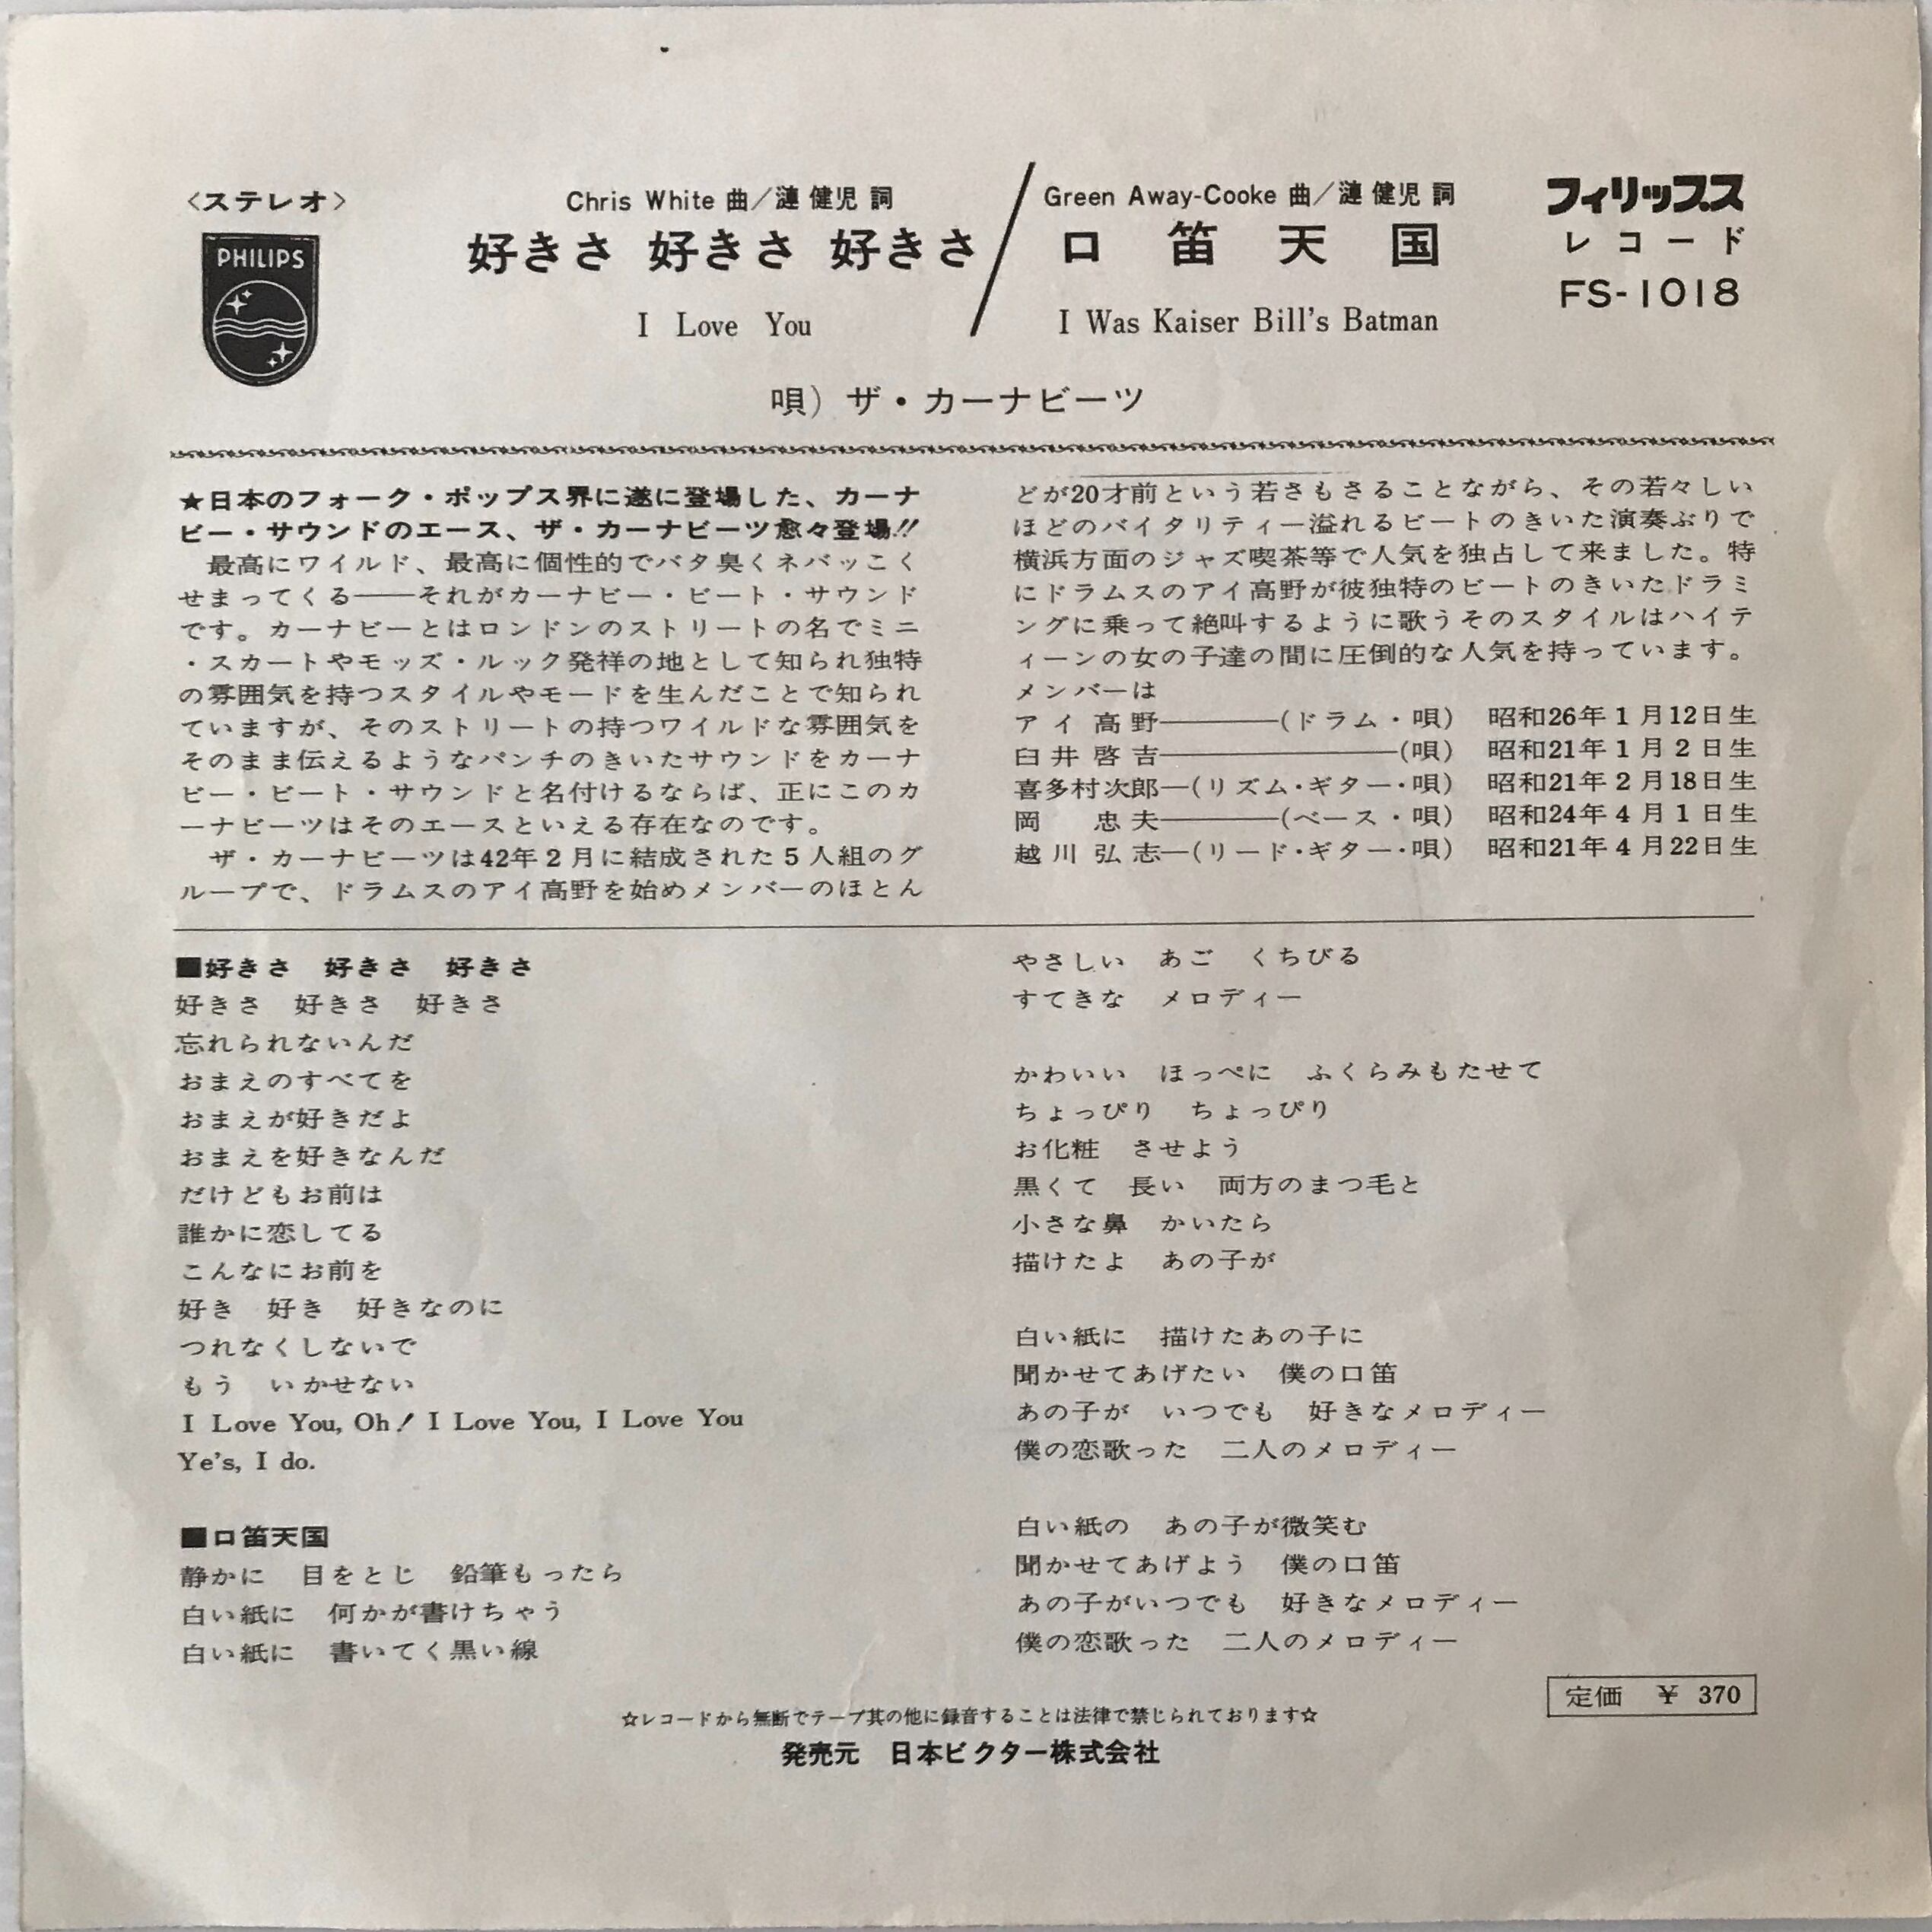 〈ステレオ〉
PHILIPS
Chris White 曲／漣 健児 詞
好きさ 好きさ 好きさ
I Love You
Green Away-Cooke 曲／漣 健児 詞
口笛天国
I Was Kaiser Bill's Batman
フィリップス
レコード
FS-1018
唄）ザ・カーナビーツ
★日本のフォーク・ポップス界に遂に登場した、カーナ
ビー・サウンドのエース、ザ・カーナビーツ愈々登場!!
最高にワイルド、最高に個性的でバタ臭くネバッこく
せまってくる――それがカーナビー・ビート・サウンド
です。カーナビーとはロンドンのストリートの名でミニ
・スカートやモッズ・ルック発祥の地として知られ独特
の雰囲気を持つスタイルやモードを生んだことで知られ
ていますが、そのストリートの持つワイルドな雰囲気を
そのまま伝えるようなパンチのきいたサウンドをカーナ
ビー・ビート・サウンドと名付けるならば、正にこのカ
ーナビーツはそのエースといえる存在なのです。
ザ・カーナビーツは42年2月に結成された5人組のグ
ループで、ドラムスのアイ高野を始めメンバーのほとん
どが20才前という若さもさることながら、その若々しい
ほどのバイタリティー溢れるビートのきいた演奏ぶりで
横浜方面のジャズ喫茶等で人気を独占して来ました。特
にドラムスのアイ高野が彼独特のビートのきいたドラミ
ングに乗って絶叫するように歌うそのスタイルはハイテ
ィーンの女の子達の間に圧倒的な人気を持っています。
メンバーは
アイ高野――――(ドラム・唄) 昭和26年1月12日生
臼井啓吉――――――――(唄) 昭和21年1月2日生
喜多村次郎―(リズム・ギター・唄) 昭和21年2月18日生
岡 忠夫――――(ベース・唄) 昭和24年4月1日生
越川弘志―(リード・ギター・唄) 昭和21年4月22日生
■好きさ 好きさ 好きさ
好きさ 好きさ 好きさ
忘れられないんだ
おまえのすべてを
おまえが好きだよ
おまえを好きなんだ
だけどもお前は
誰かに恋してる
こんなにお前を
好き 好き 好きなのに
つれなくしないで
もう いかせない
I Love You, Oh! I Love You, I Love You
Ye's, I do.
■口笛天国
静かに 目をとじ 鉛筆もったら
白い紙に 何かが書けちゃう
白い紙に 書いてく黒い線
やさしい あご くちびる
すてきな メロディー
かわいい ほっぺに ふくらみもたせて
ちょっぴり ちょっぴり
お化粧 させよう
黒くて 長い 両方のまつ毛と
小さな鼻 かいたら
描けたよ あの子が
白い紙に 描けたあの子に
聞かせてあげたい 僕の口笛
あの子が いつでも 好きなメロディー
僕の恋歌った 二人のメロディー
白い紙の あの子が微笑む
聞かせてあげよう 僕の口笛
あの子がいつでも 好きなメロディー
僕の恋歌った 二人のメロディー
定価 ￥ 370
☆レコードから無断でテープ其の他に録音することは法律で禁じられております☆
発売元 日本ビクター株式会社